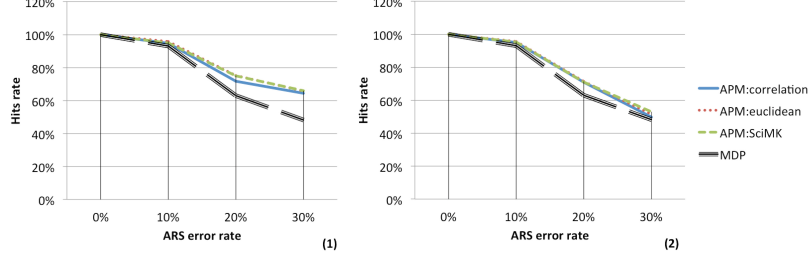 120%
100%
80%
60%
40%
20%
0%
Hits rate
0% 10% 20% 30%
ARS error rate
(1)
120%
100%
80%
60%
40%
20%
0%
Hits rate
0% 10% 20% 30%
ARS error rate
(2)
APM:correlation
APM:euclidean
APM:SciMK
MDP